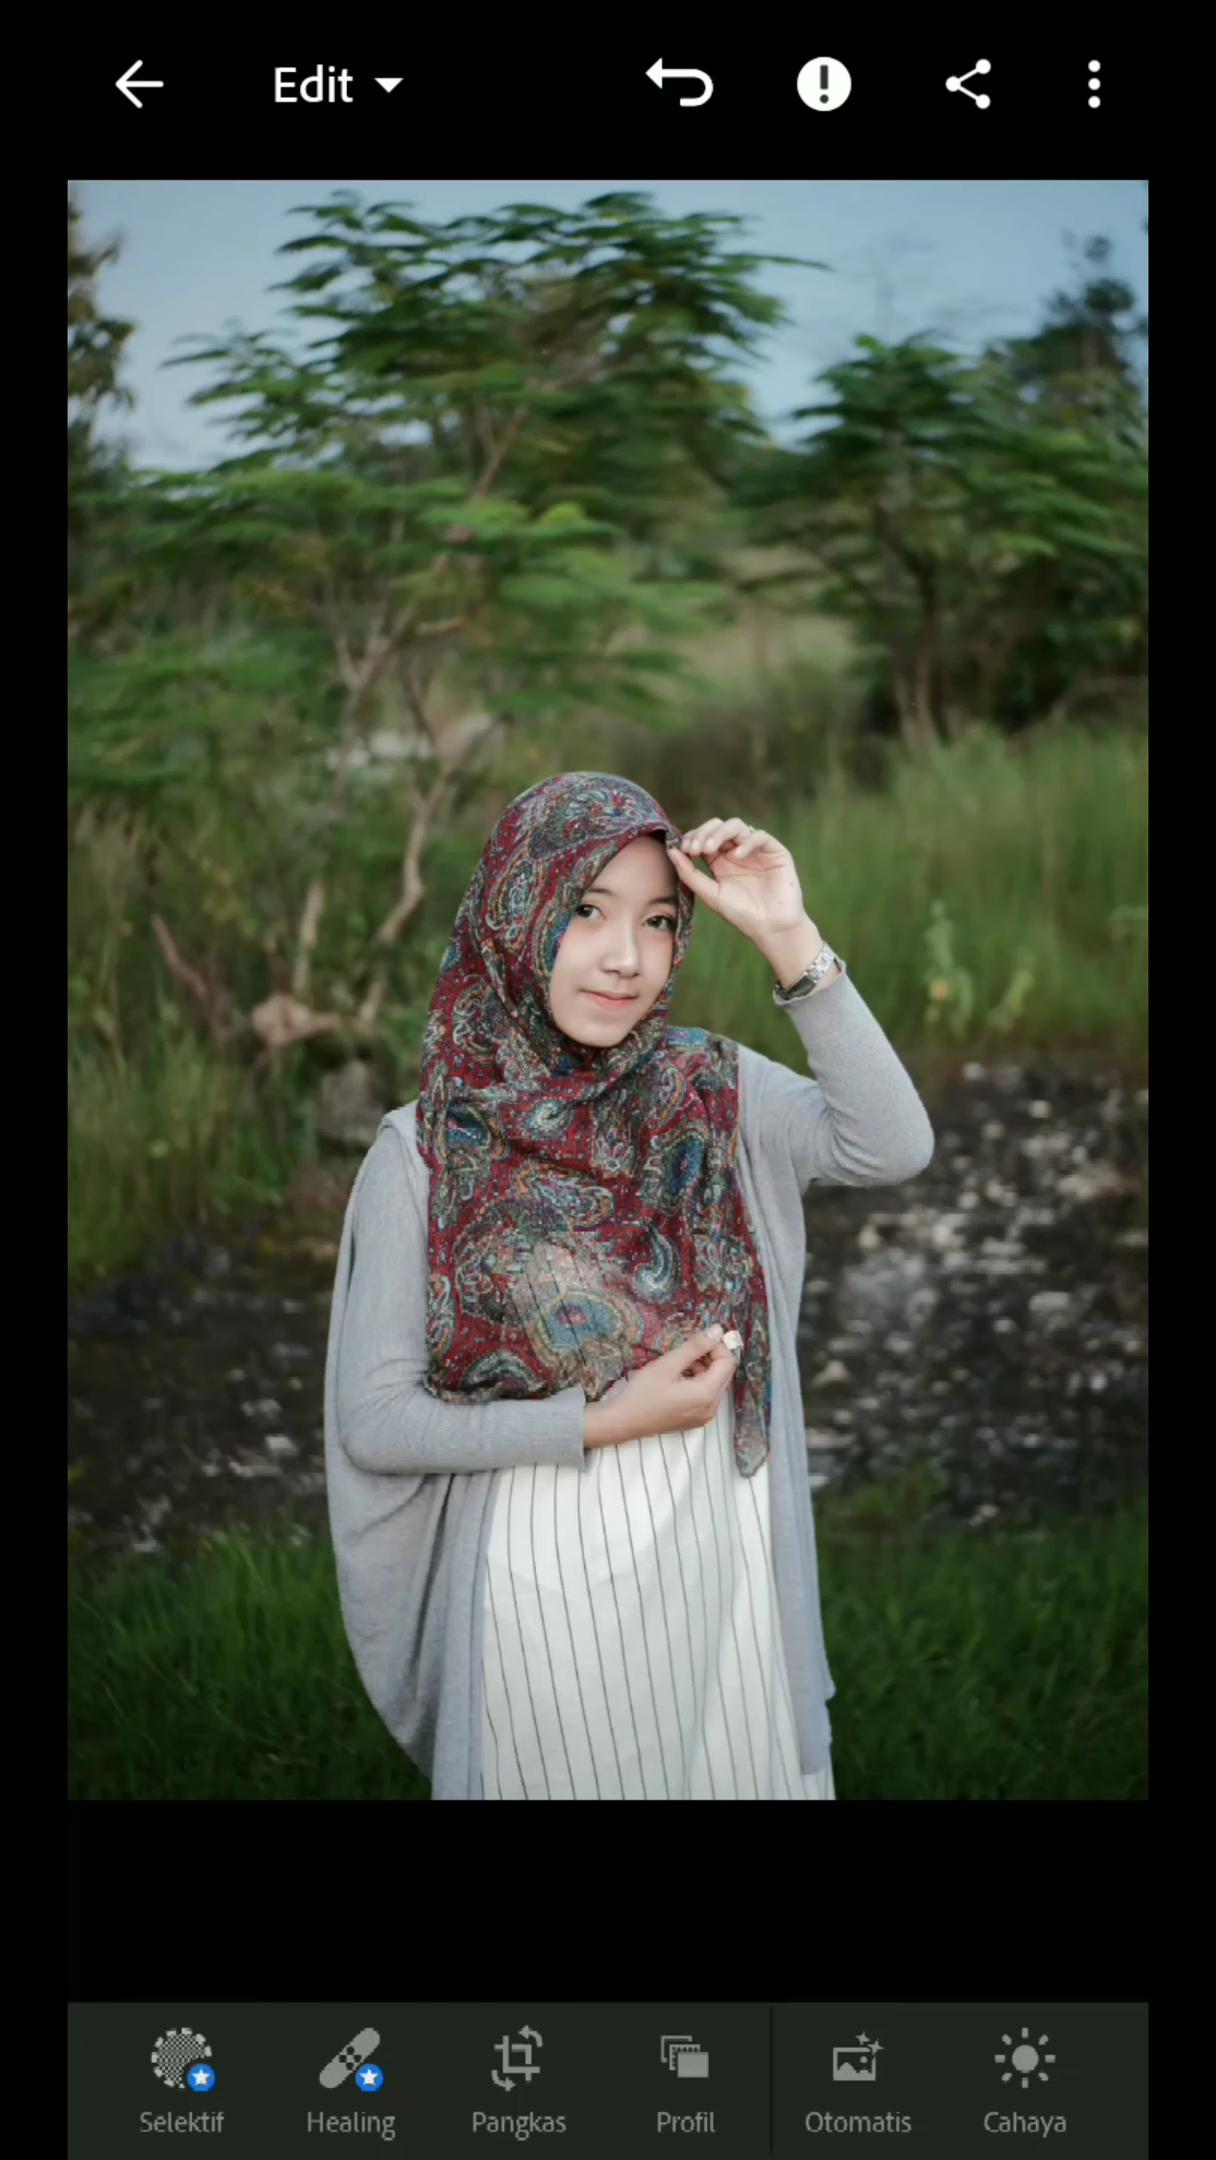 Edit
Selektif
Healing
Pangkas
Profil
Otomatis
Cahaya